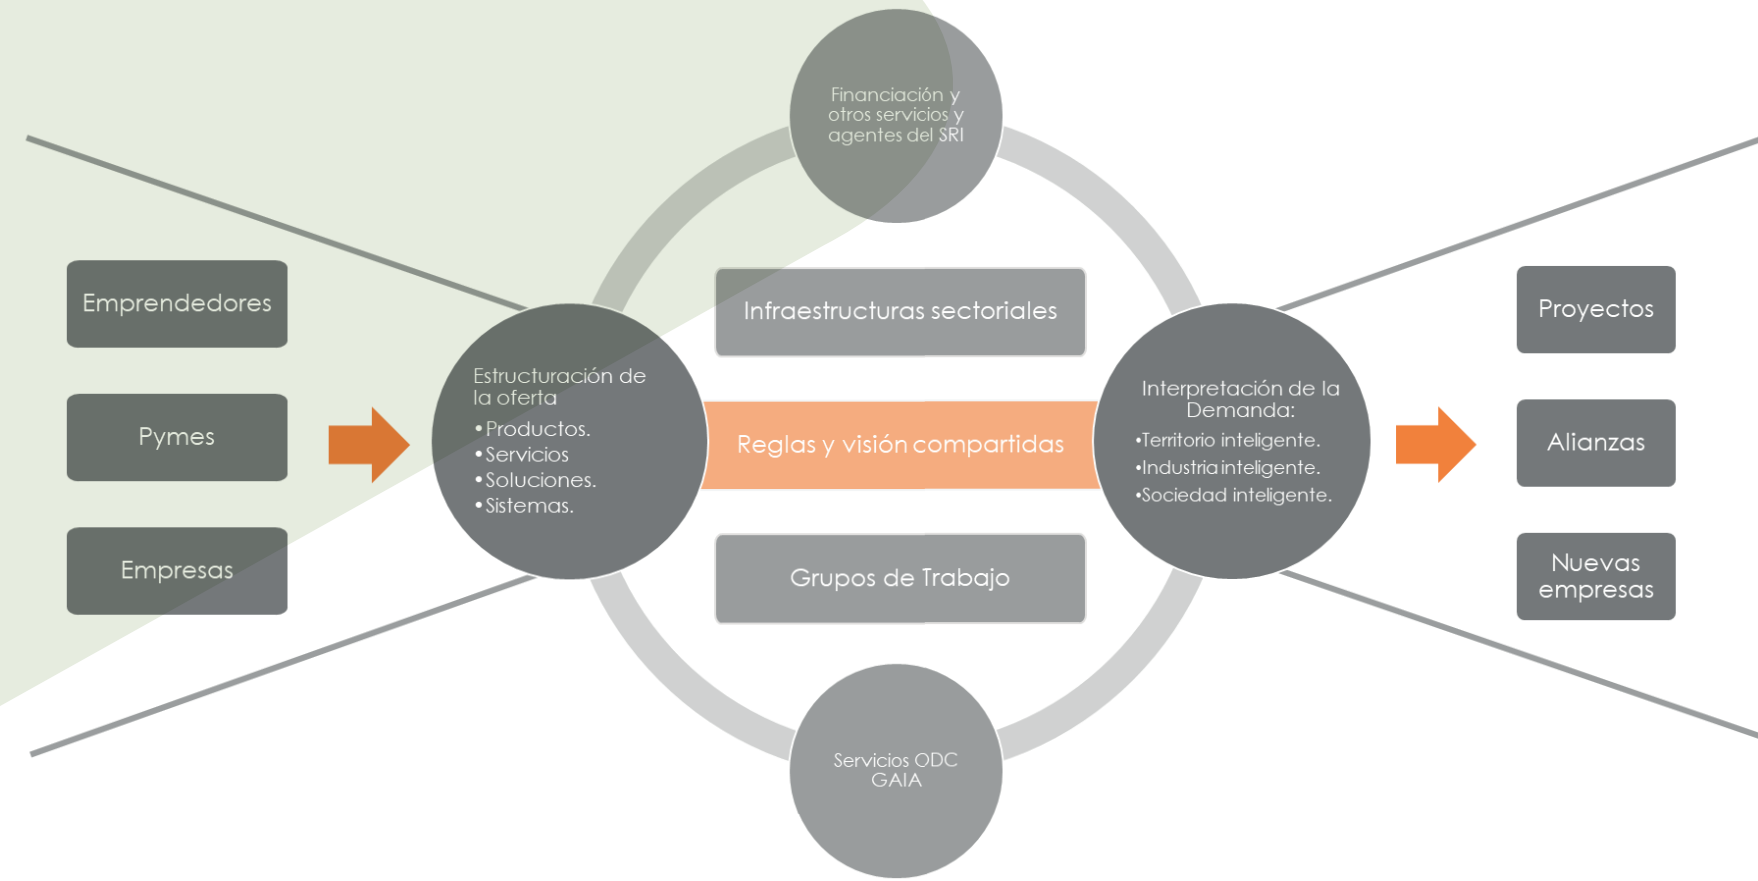 Financiación y
otros servicios y
agentes del SRI
Emprendedores
Pymes
Empresas
Estructuración de
la oferta
•Productos.
•Servicios
•Soluciones.
•Sistemas.
Infraestructuras sectoriales
Reglas y visión compartidas
Grupos de Trabajo
Interpretación de la
Demanda:
•Territorio inteligente.
•Industria inteligente.
•Sociedad inteligente.
Proyectos
Alianzas
Nuevas
empresas
Servicios ODC
GAIA